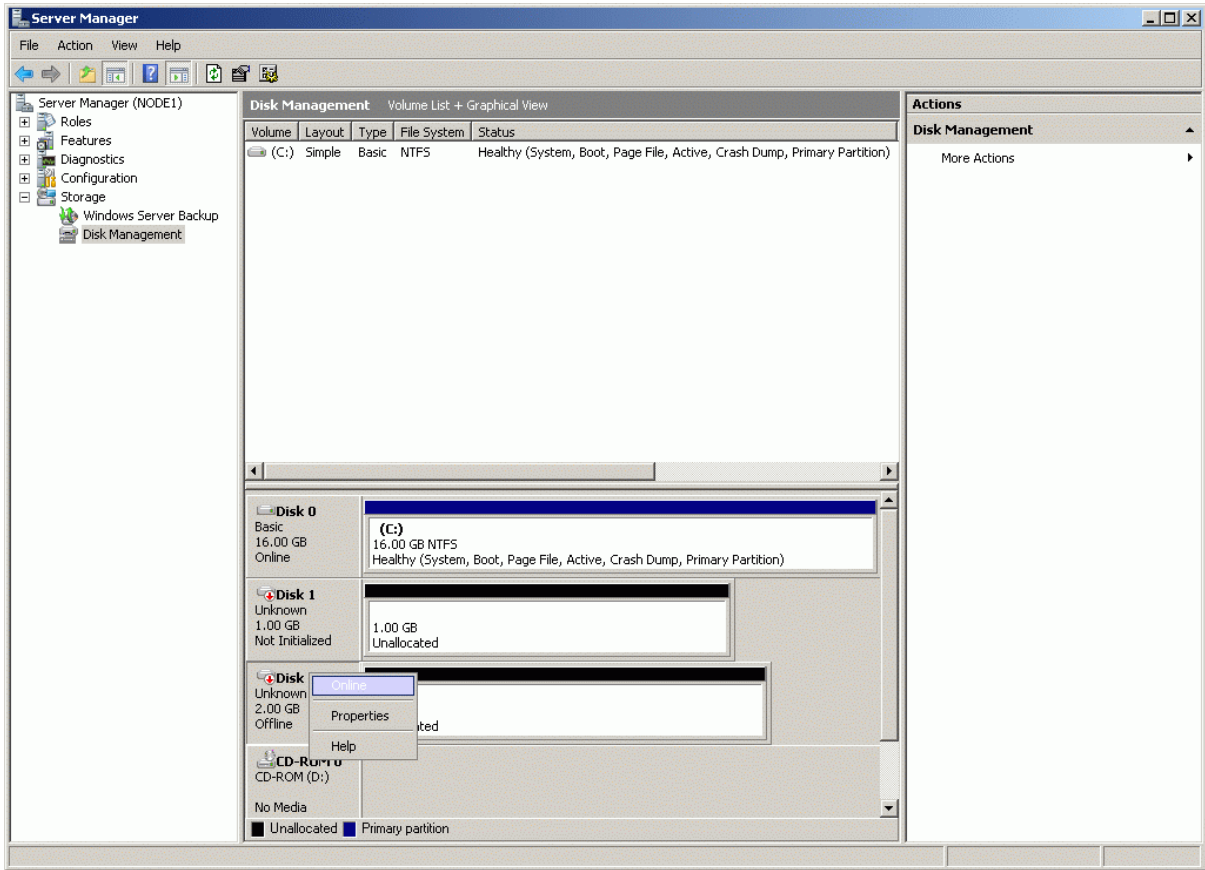 Server Manager
File Action View Help
Server Manager (NODE1)
Roles
Features
Diagnostics
Configuration
Storage
Windows Server Backup
Disk Management
Disk Management Volume List + Graphical View
Volume Layout Type File System Status
(C:) Simple Basic NTFS Healthy (System, Boot, Page File, Active, Crash Dump, Primary Partition)
Disk 0
Basic
16.00 GB
Online
(C:)
16.00 GB NTFS
Healthy (System, Boot, Page File, Active, Crash Dump, Primary Partition)
Disk 1
Unknown
1.00 GB
Not Initialized
1.00 GB
Unallocated
Disk
Unknown
2.00 GB
Offline
Online
Properties
Help
CD-ROM (D:)
No Media
Unallocated Primary partition
Actions
Disk Management
More Actions